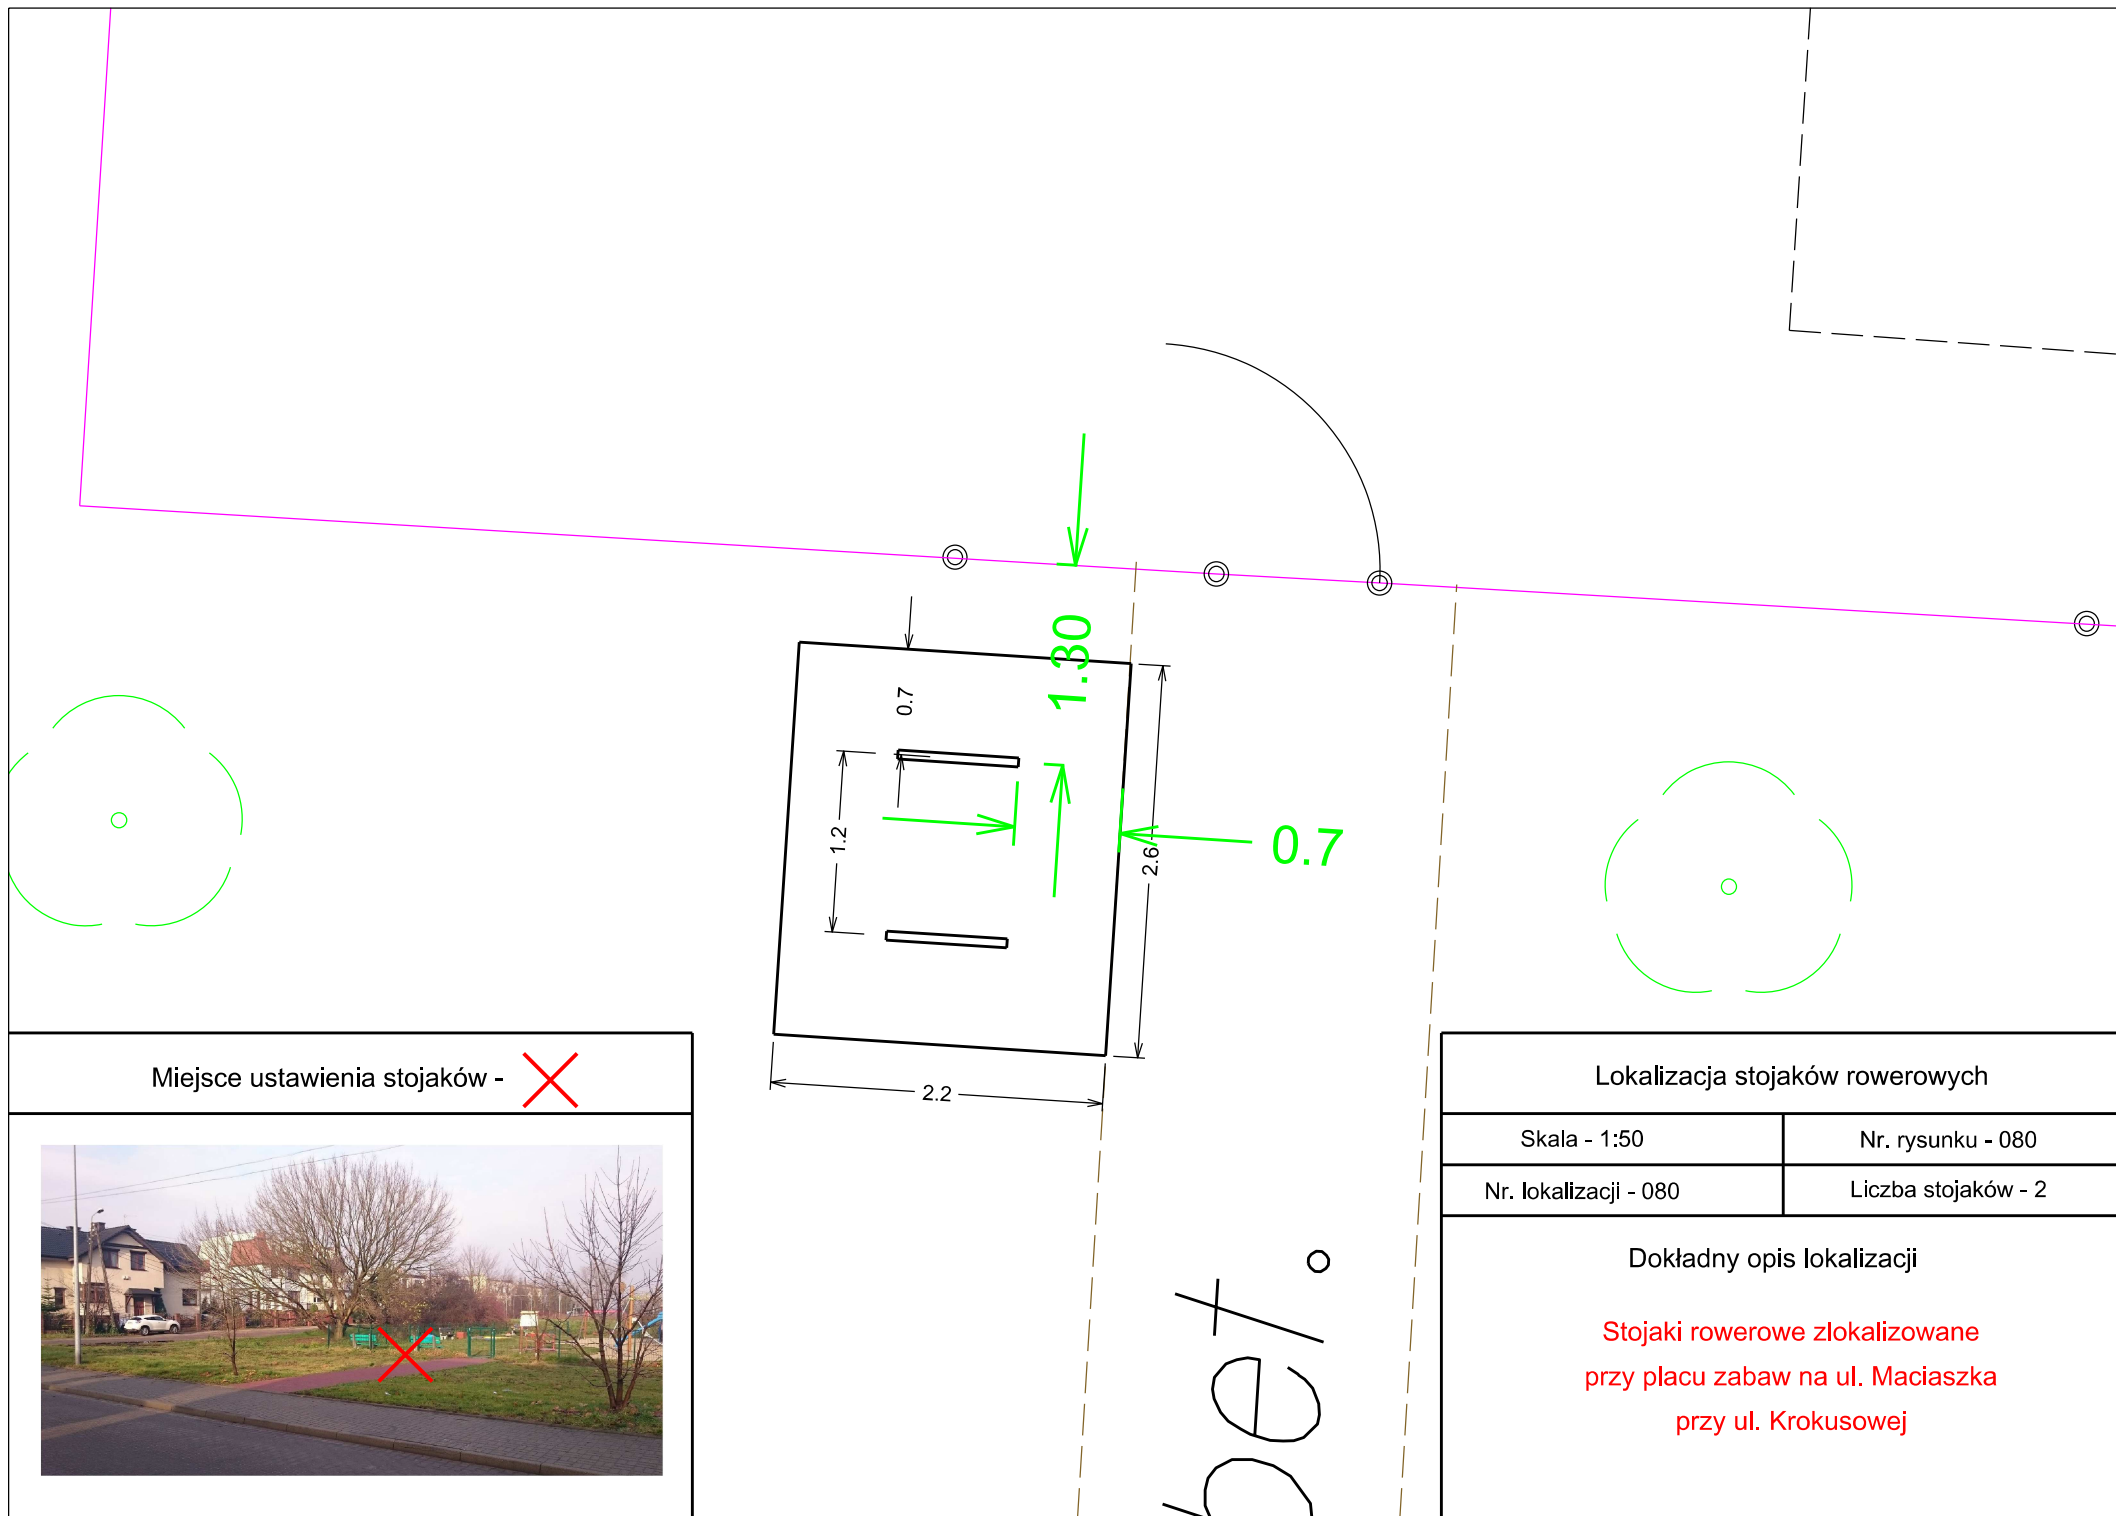 1.30
0.7
1.2
0.7
2.6
2.2
bet.
Miejsce ustawienia stojaków -
Lokalizacja stojaków rowerowych
Skala - 1:50
Nr. rysunku - 080
Nr. lokalizacji - 080
Liczba stojaków - 2
Dokładny opis lokalizacji
Stojaki rowerowe zlokalizowane
przy placu zabaw na ul. Maciaszka
przy ul. Krokusowej